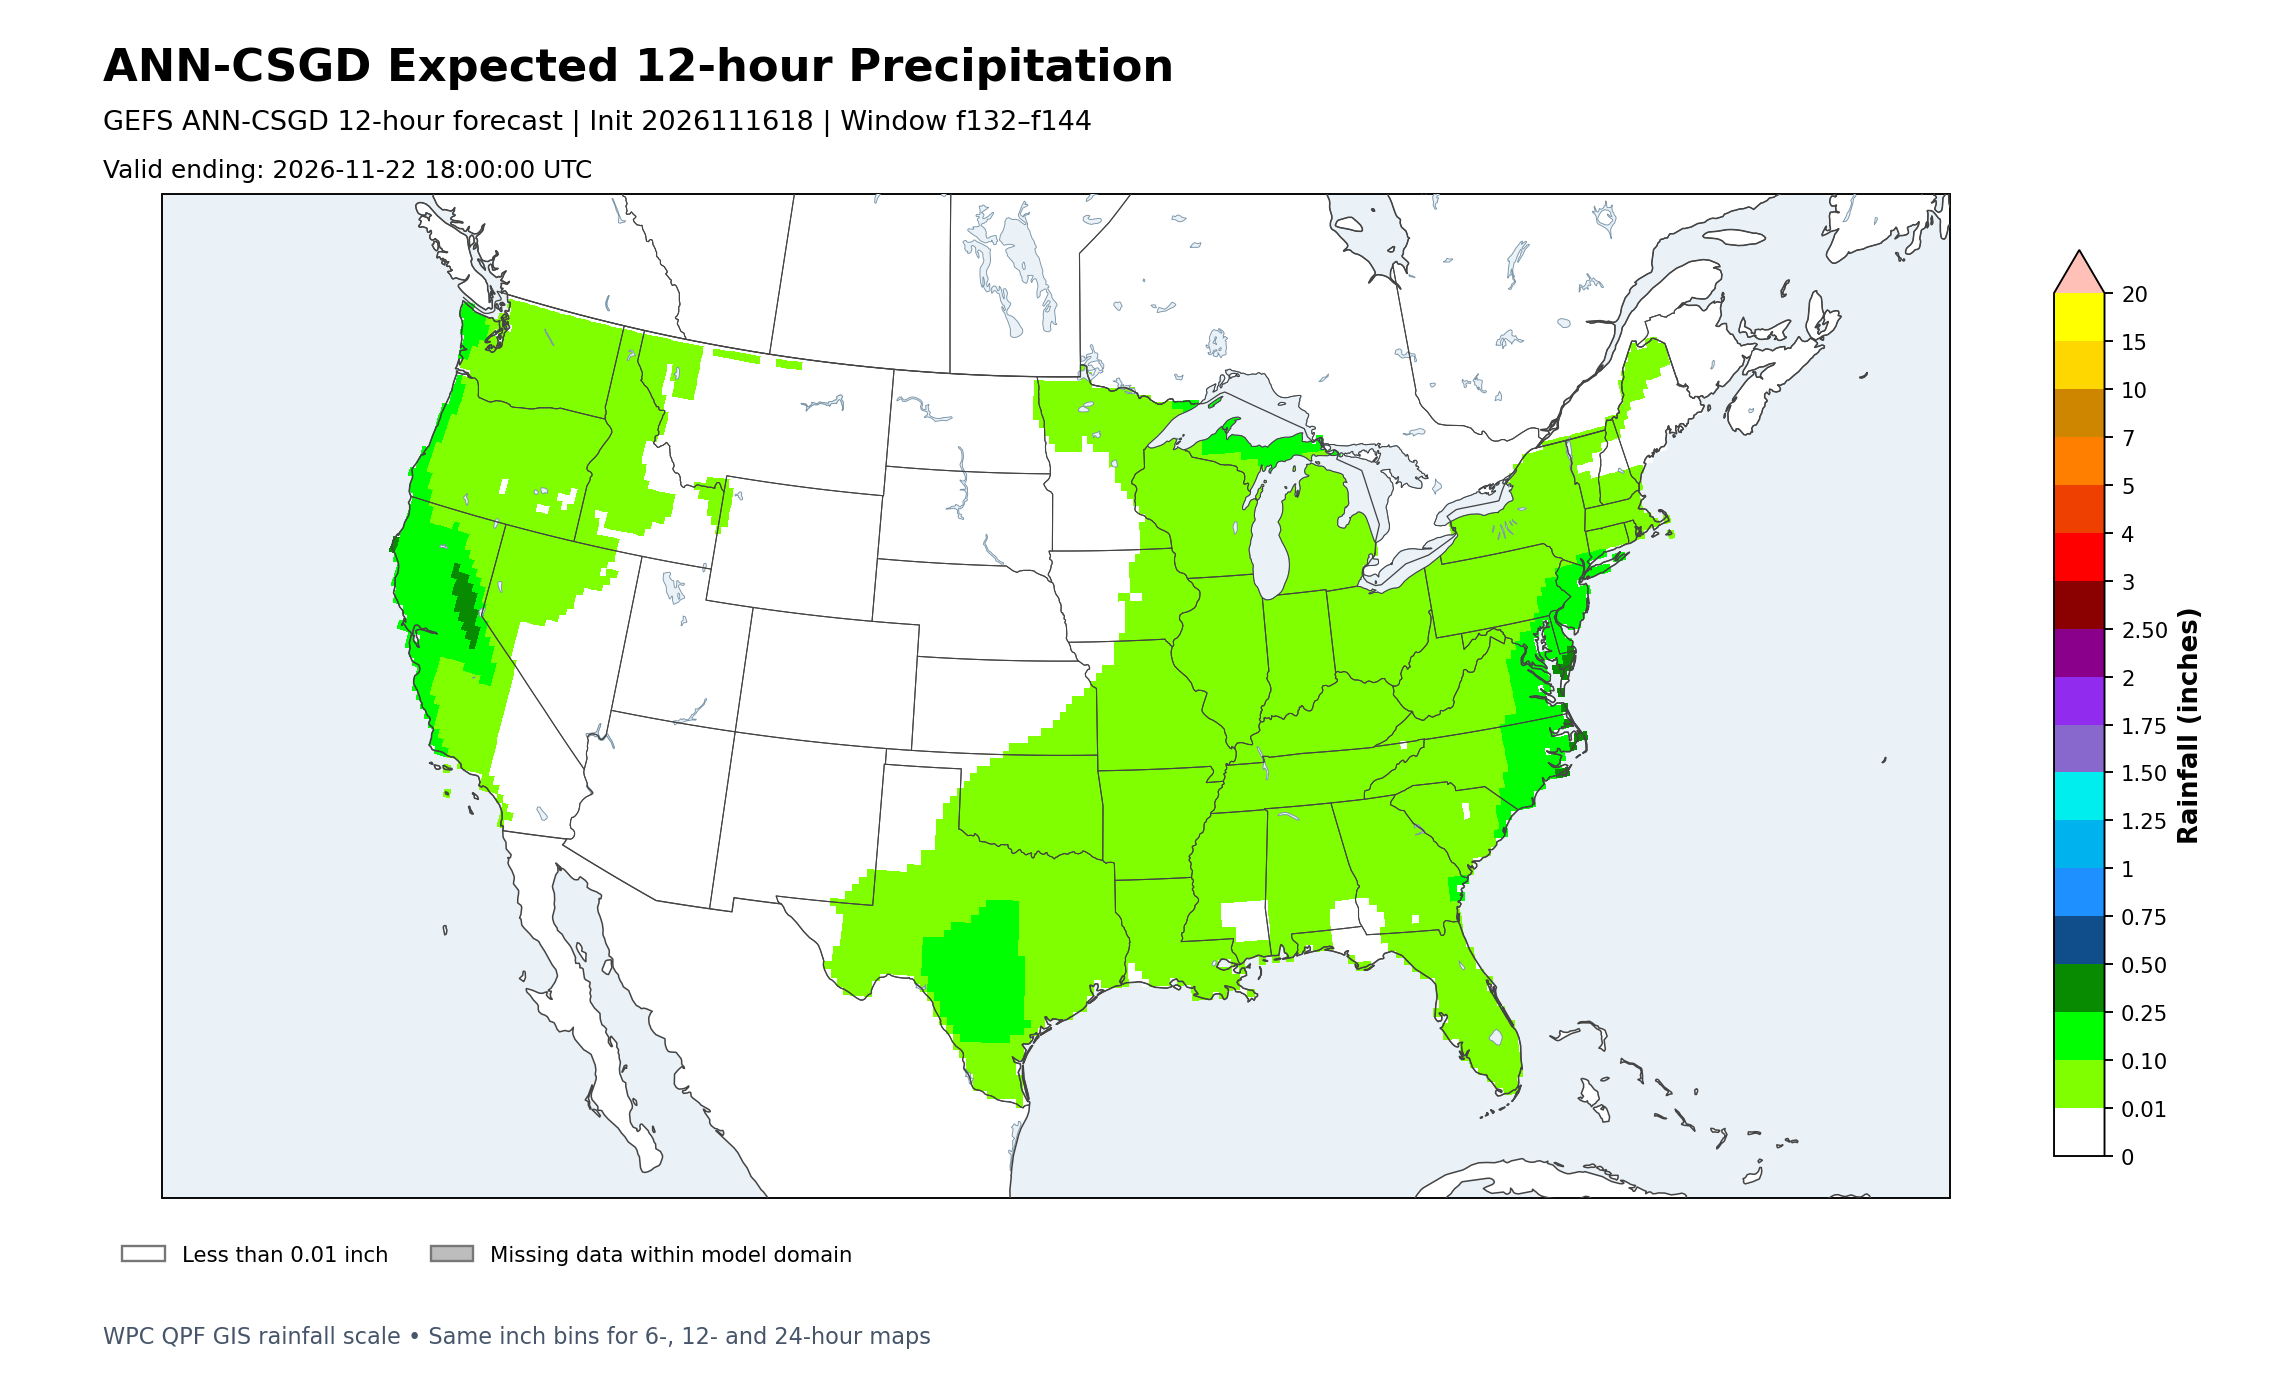 ANN-CSGD Expected 12-hour Precipitation
GEFS ANN-CSGD 12-hour forecast | Init 2026111618 | Window f132–f144
Valid ending: 2026-11-22 18:00:00 UTC
20
15
10
7
5
4
3
2.50
2
1.75
1.50
1.25
1
0.75
0.50
0.25
0.10
0.01
0
Rainfall (inches)
Less than 0.01 inch
Missing data within model domain
WPC QPF GIS rainfall scale • Same inch bins for 6-, 12- and 24-hour maps